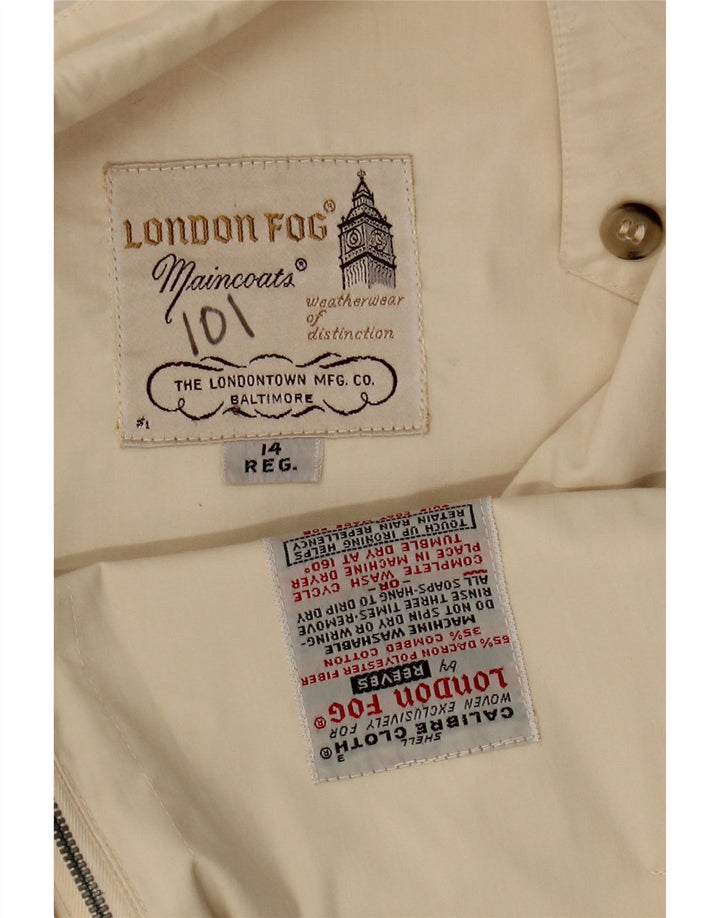 LONDON FOG®
Maincoats®
101
weatherwear
of
distinction
THE LONDONTOWN MFG. CO.
BALTIMORE
#1
14
REG.
3
SHELL
CALIBRE CLOTH®
WOVEN EXCLUSIVELY FOR
LONDON FOG®
by REEVES
65% DACRON POLYESTER FIBER
35% COMBED COTTON
MACHINE WASHABLE
DO NOT SPIN DRY OR WRING-
RINSE THREE TIMES-REMOVE
ALL SOAPS-HANG TO DRIP DRY
-OR-
COMPLETE WASH CYCLE
PLACE IN MACHINE DRYER
TUMBLE DRY AT 160°
TOUCH UP IRONING HELPS
RETAIN RAIN REPELLENCY